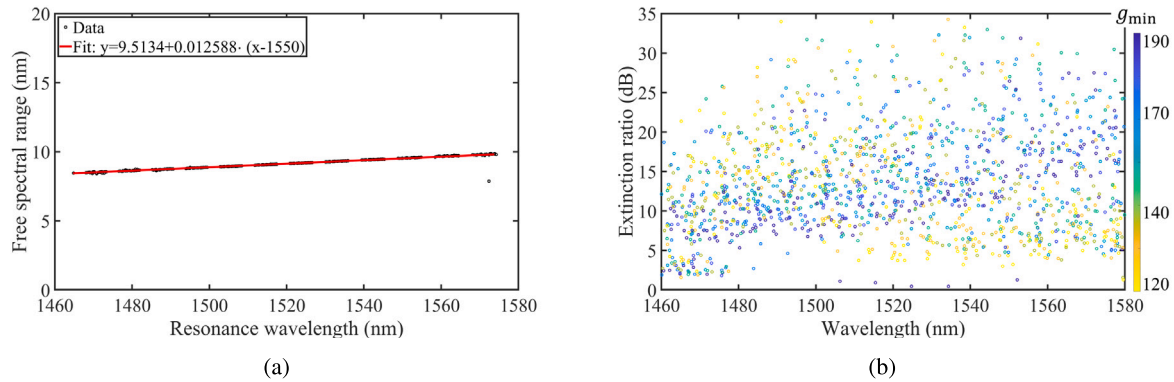 20
15
10
5
0
Free spectral range (nm)
Data
Fit: y=9.5134+0.012588· (x-1550)
1460 1480 1500 1520 1540 1560 1580
Resonance wavelength (nm)
(a)
35
30
25
20
15
10
5
0
Extinction ratio (dB)
1460 1480 1500 1520 1540 1560 1580
Wavelength (nm)
g_min
190
170
140
120
(b)